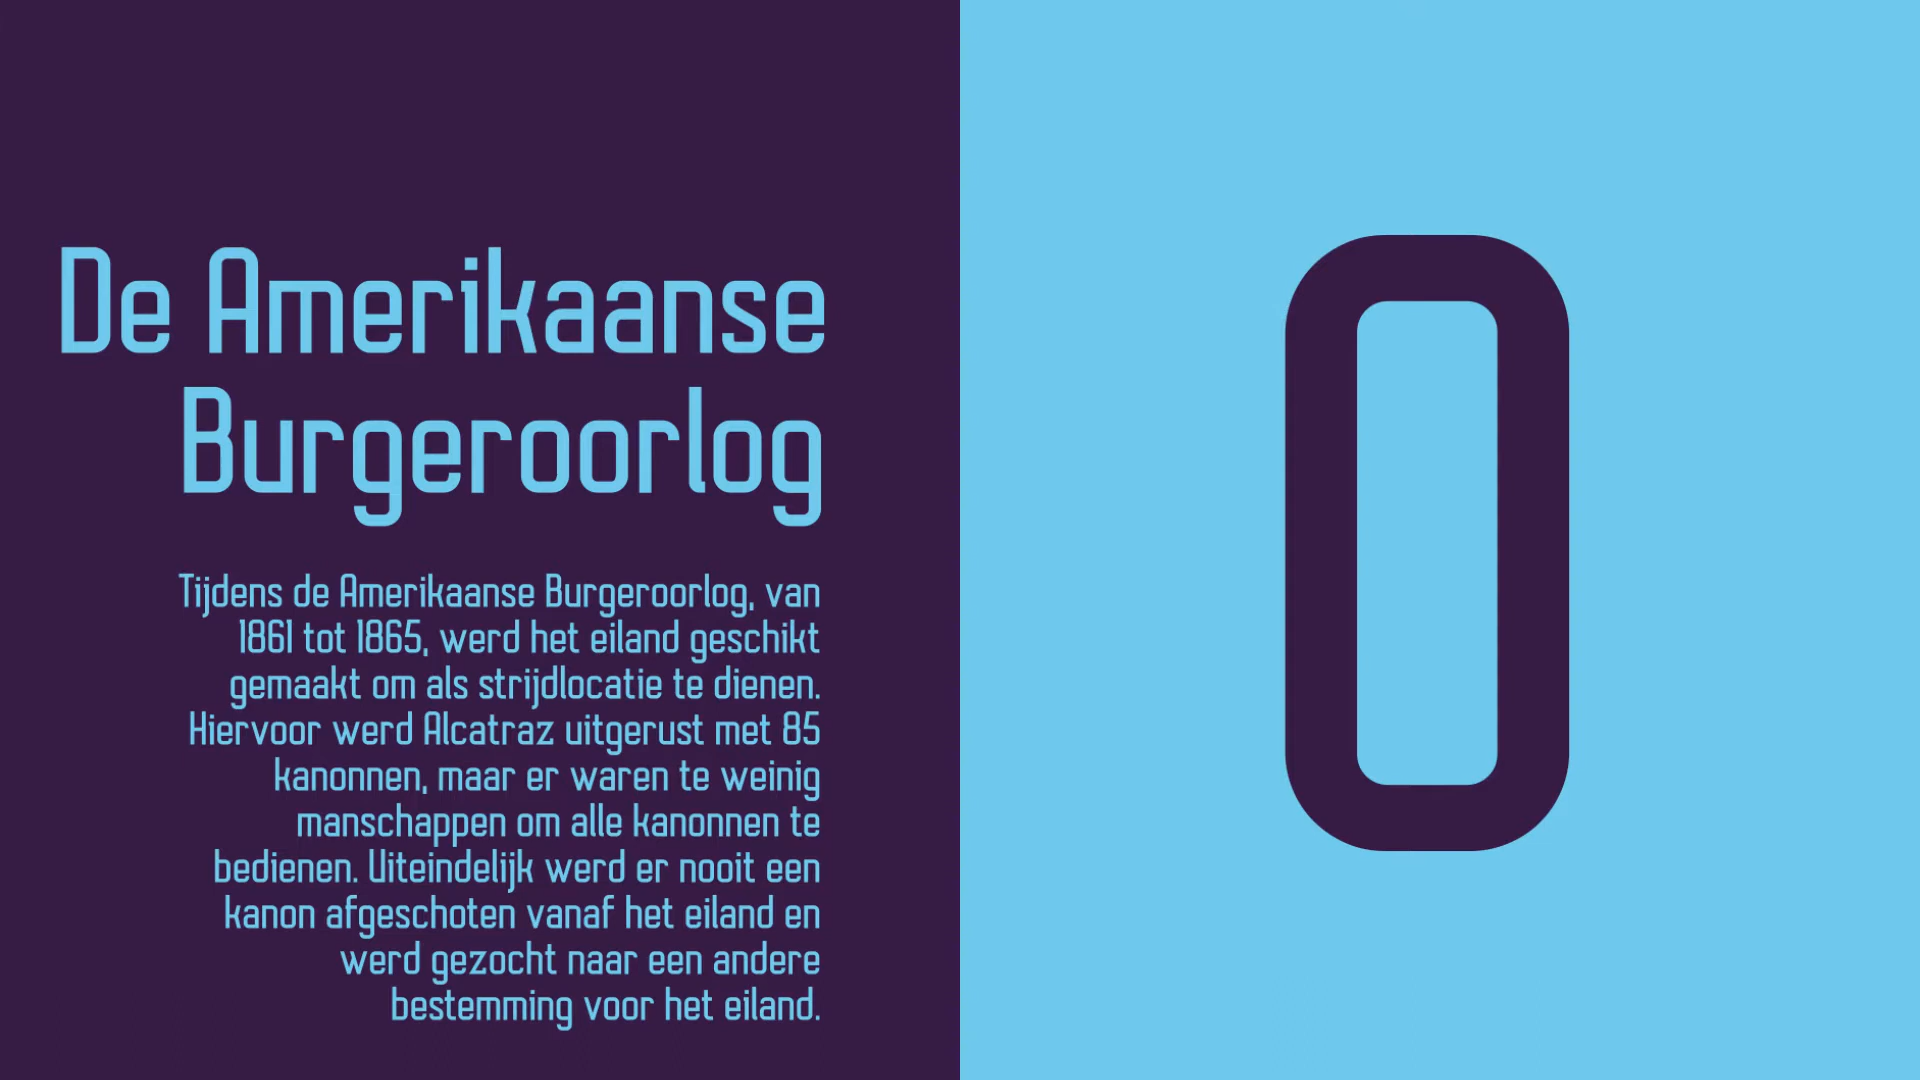 De Amerikaanse
Burgeroorlog
Tijdens de Amerikaanse Burgeroorlog, van
1861 tot 1865, werd het eiland geschikt
gemaakt om als strijdlocatie te dienen.
Hiervoor werd Alcatraz uitgerust met 85
kanonnen, maar er waren te weinig
manschappen om alle kanonnen te
bedienen. Uiteindelijk werd er nooit een
kanon afgeschoten vanaf het eiland en
werd gezocht naar een andere
bestemming voor het eiland.
0